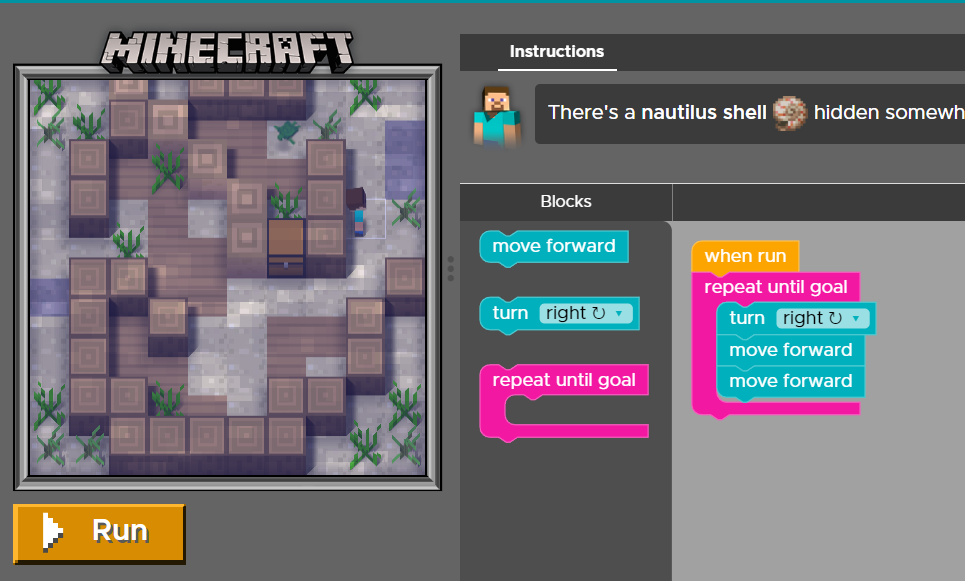 MINECRAFT
Instructions
There's a nautilus shell hidden somewh
Blocks
move forward
turn right ↻ ▾
repeat until goal
when run
repeat until goal
turn right ↻ ▾
move forward
move forward
Run